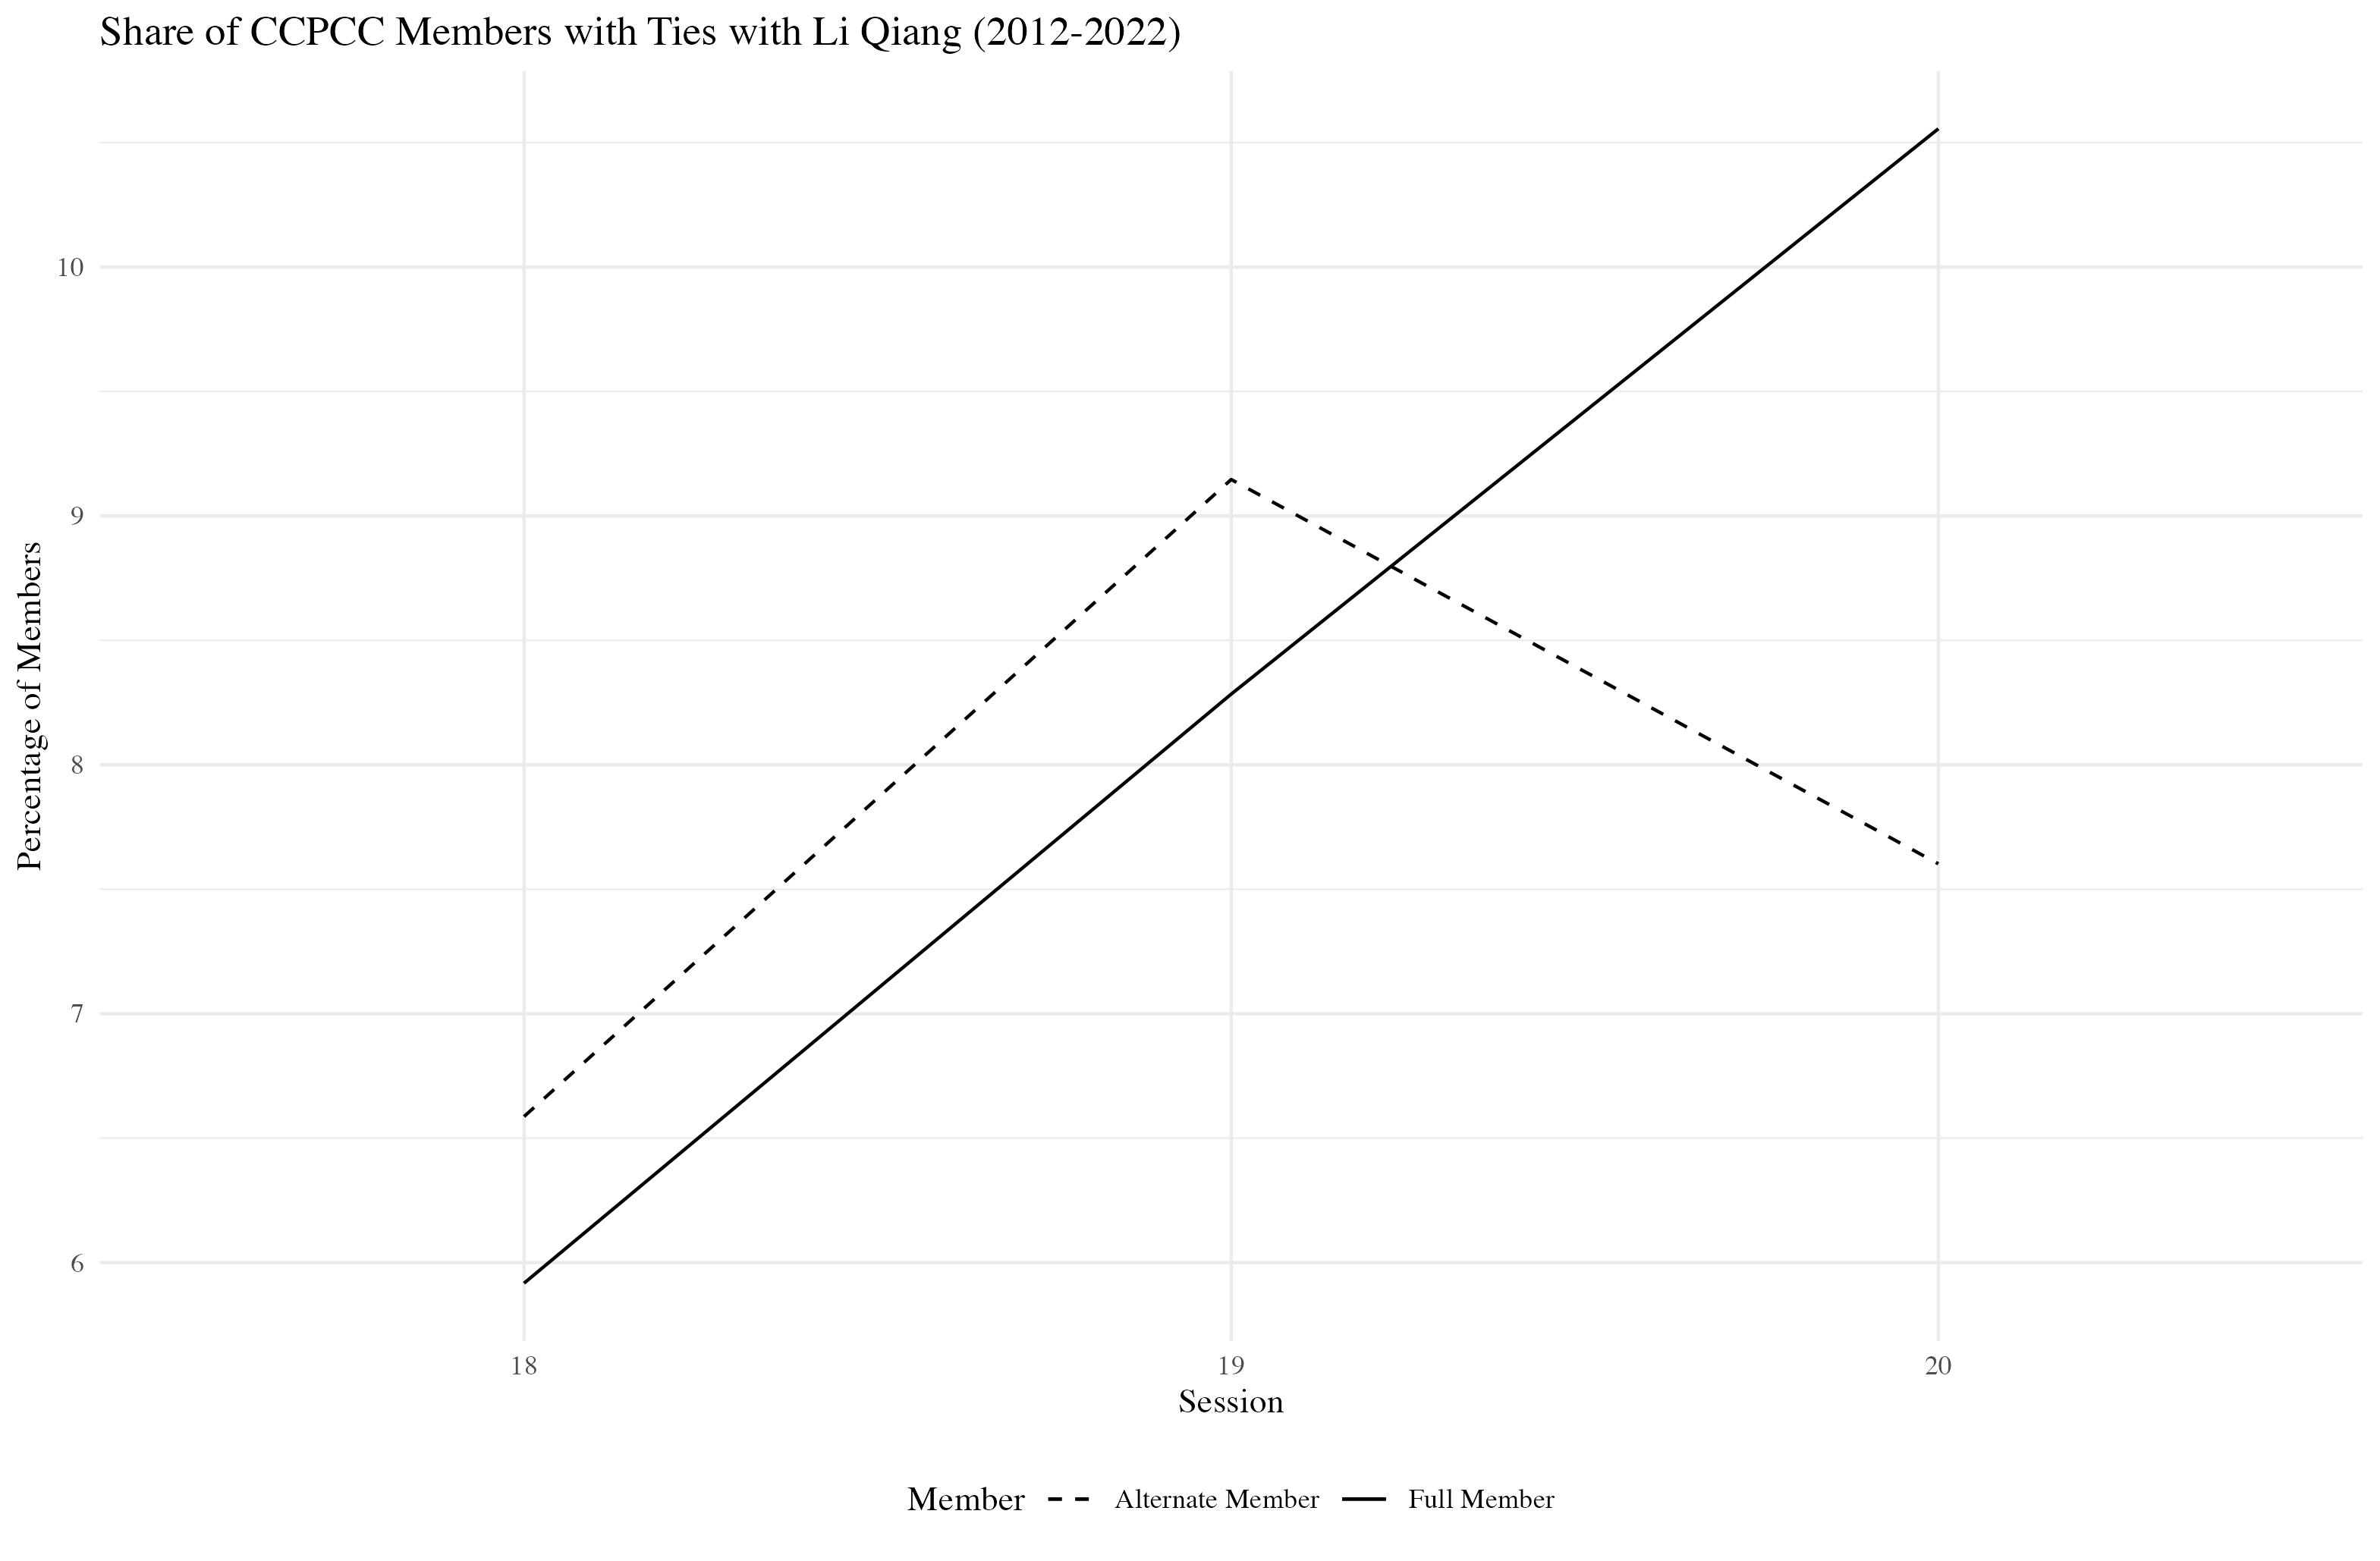 Share of CCPCC Members with Ties with Li Qiang (2012-2022)
Percentage of Members
10
9
8
7
6
18 19 20
Session
Member Alternate Member Full Member